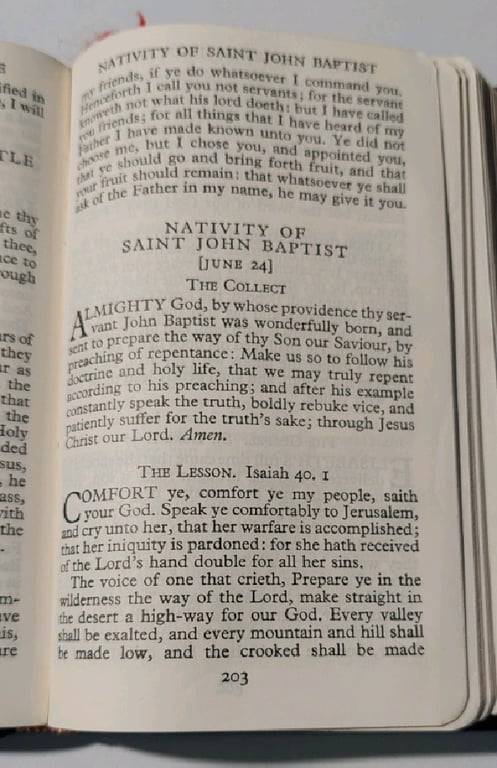 NATIVITY OF SAINT JOHN BAPTIST
my friends, if ye do whatsoever I command you.
Henceforth I call you not servants; for the servant
knoweth not what his lord doeth: but I have called
you friends; for all things that I have heard of my
Father I have made known unto you. Ye did not
choose me, but I chose you, and appointed you,
that ye should go and bring forth fruit, and that
your fruit should remain: that whatsoever ye shall
ask of the Father in my name, he may give it you.
NATIVITY OF
SAINT JOHN BAPTIST
[JUNE 24]
THE COLLECT
ALMIGHTY God, by whose providence thy ser-
vant John Baptist was wonderfully born, and
sent to prepare the way of thy Son our Saviour, by
preaching of repentance: Make us so to follow his
doctrine and holy life, that we may truly repent
according to his preaching; and after his example
constantly speak the truth, boldly rebuke vice, and
patiently suffer for the truth's sake; through Jesus
Christ our Lord. Amen.
THE LESSON. Isaiah 40. 1
COMFORT ye, comfort ye my people, saith
your God. Speak ye comfortably to Jerusalem,
and cry unto her, that her warfare is accomplished;
that her iniquity is pardoned: for she hath received
of the Lord's hand double for all her sins.
The voice of one that crieth, Prepare ye in the
wilderness the way of the Lord, make straight in
the desert a high-way for our God. Every valley
shall be exalted, and every mountain and hill shall
be made low, and the crooked shall be made
203